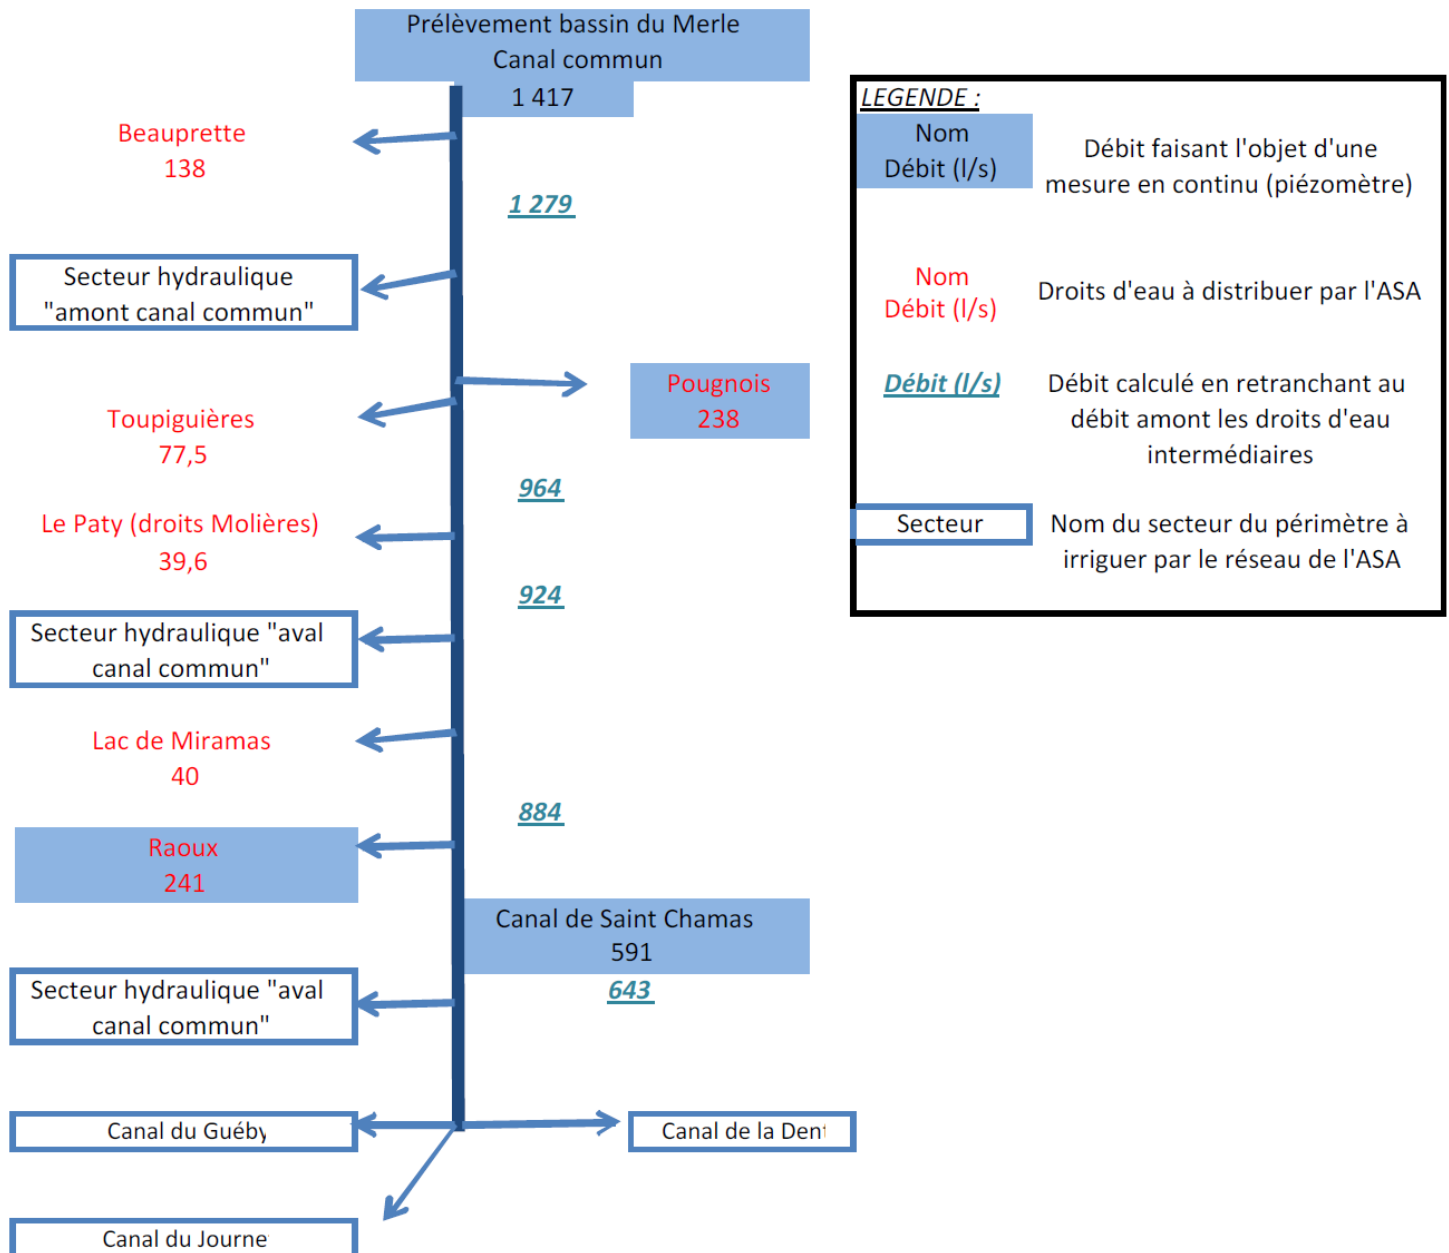 Prélèvement bassin du Merle
Canal commun
1 417
Beauprette
138
1 279
Secteur hydraulique
"amont canal commun"
Pougnois
238
Toupiguières
77,5
964
Le Paty (droits Molières)
39,6
924
Secteur hydraulique "aval
canal commun"
Lac de Miramas
40
884
Raoux
241
Canal de Saint Chamas
591
643
Secteur hydraulique "aval
canal commun"
Canal du Guéby
Canal de la Dent
Canal du Journe
LEGENDE :
Nom
Débit (l/s)
Débit faisant l'objet d'une
mesure en continu (piézomètre)
Nom
Débit (l/s)
Droits d'eau à distribuer par l'ASA
Débit (l/s)
Débit calculé en retranchant au
débit amont les droits d'eau
intermédiaires
Secteur
Nom du secteur du périmètre à
irriguer par le réseau de l'ASA